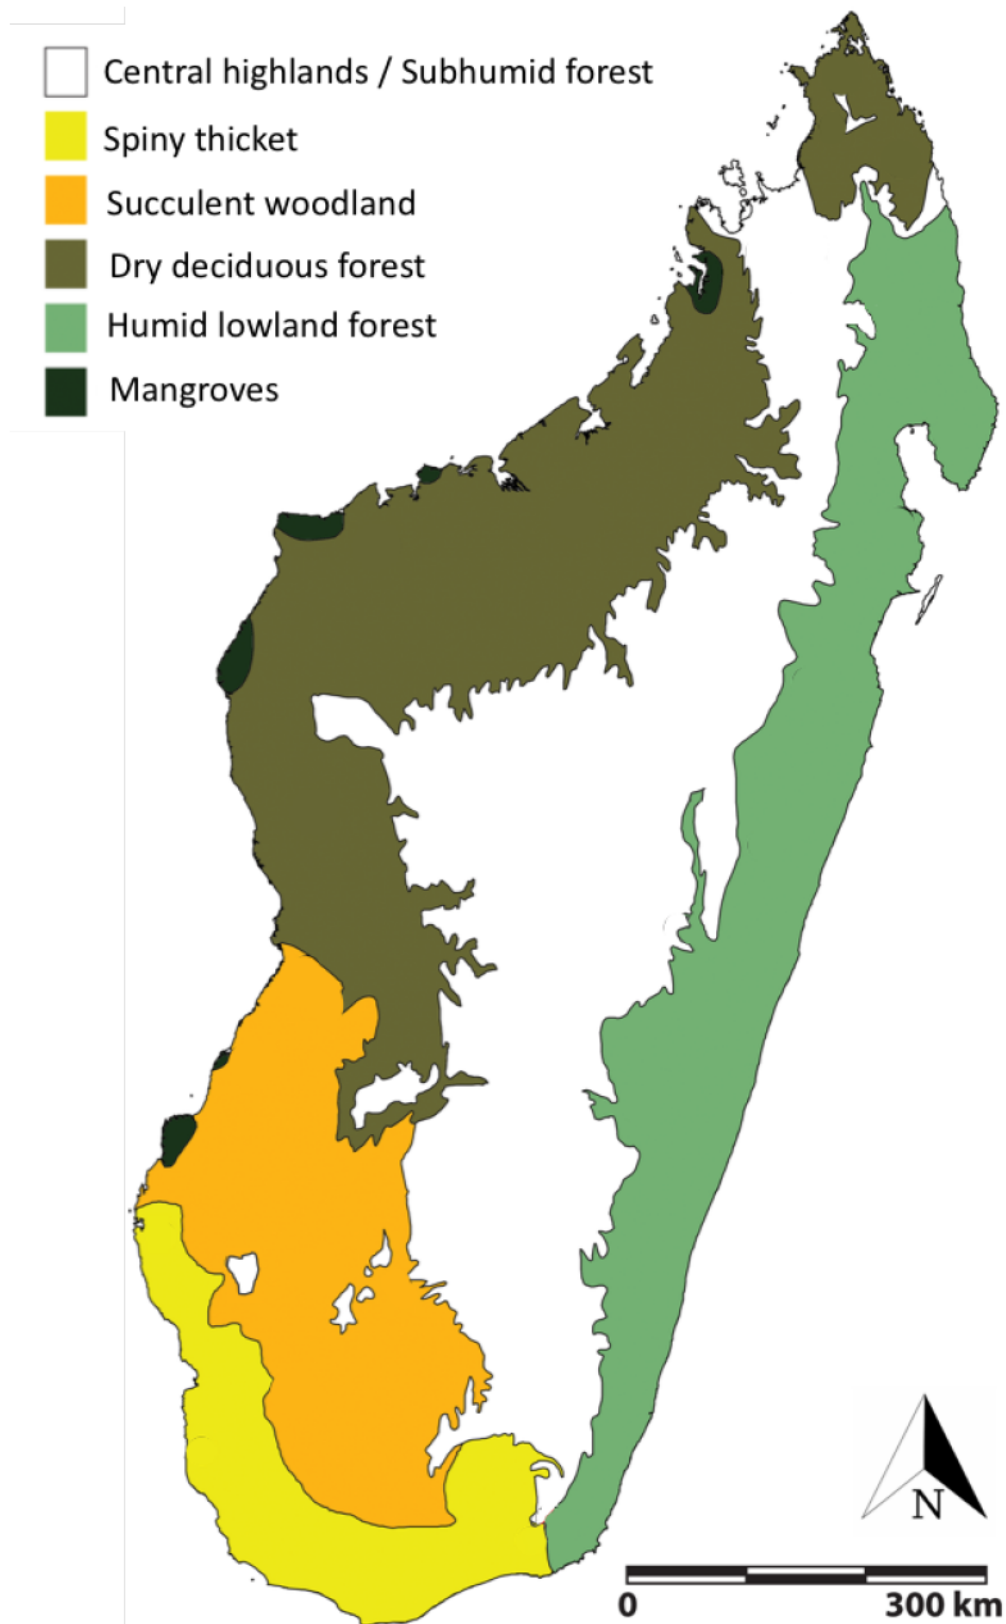 Central highlands / Subhumid forest
Spiny thicket
Succulent woodland
Dry deciduous forest
Humid lowland forest
Mangroves
N
0 300 km